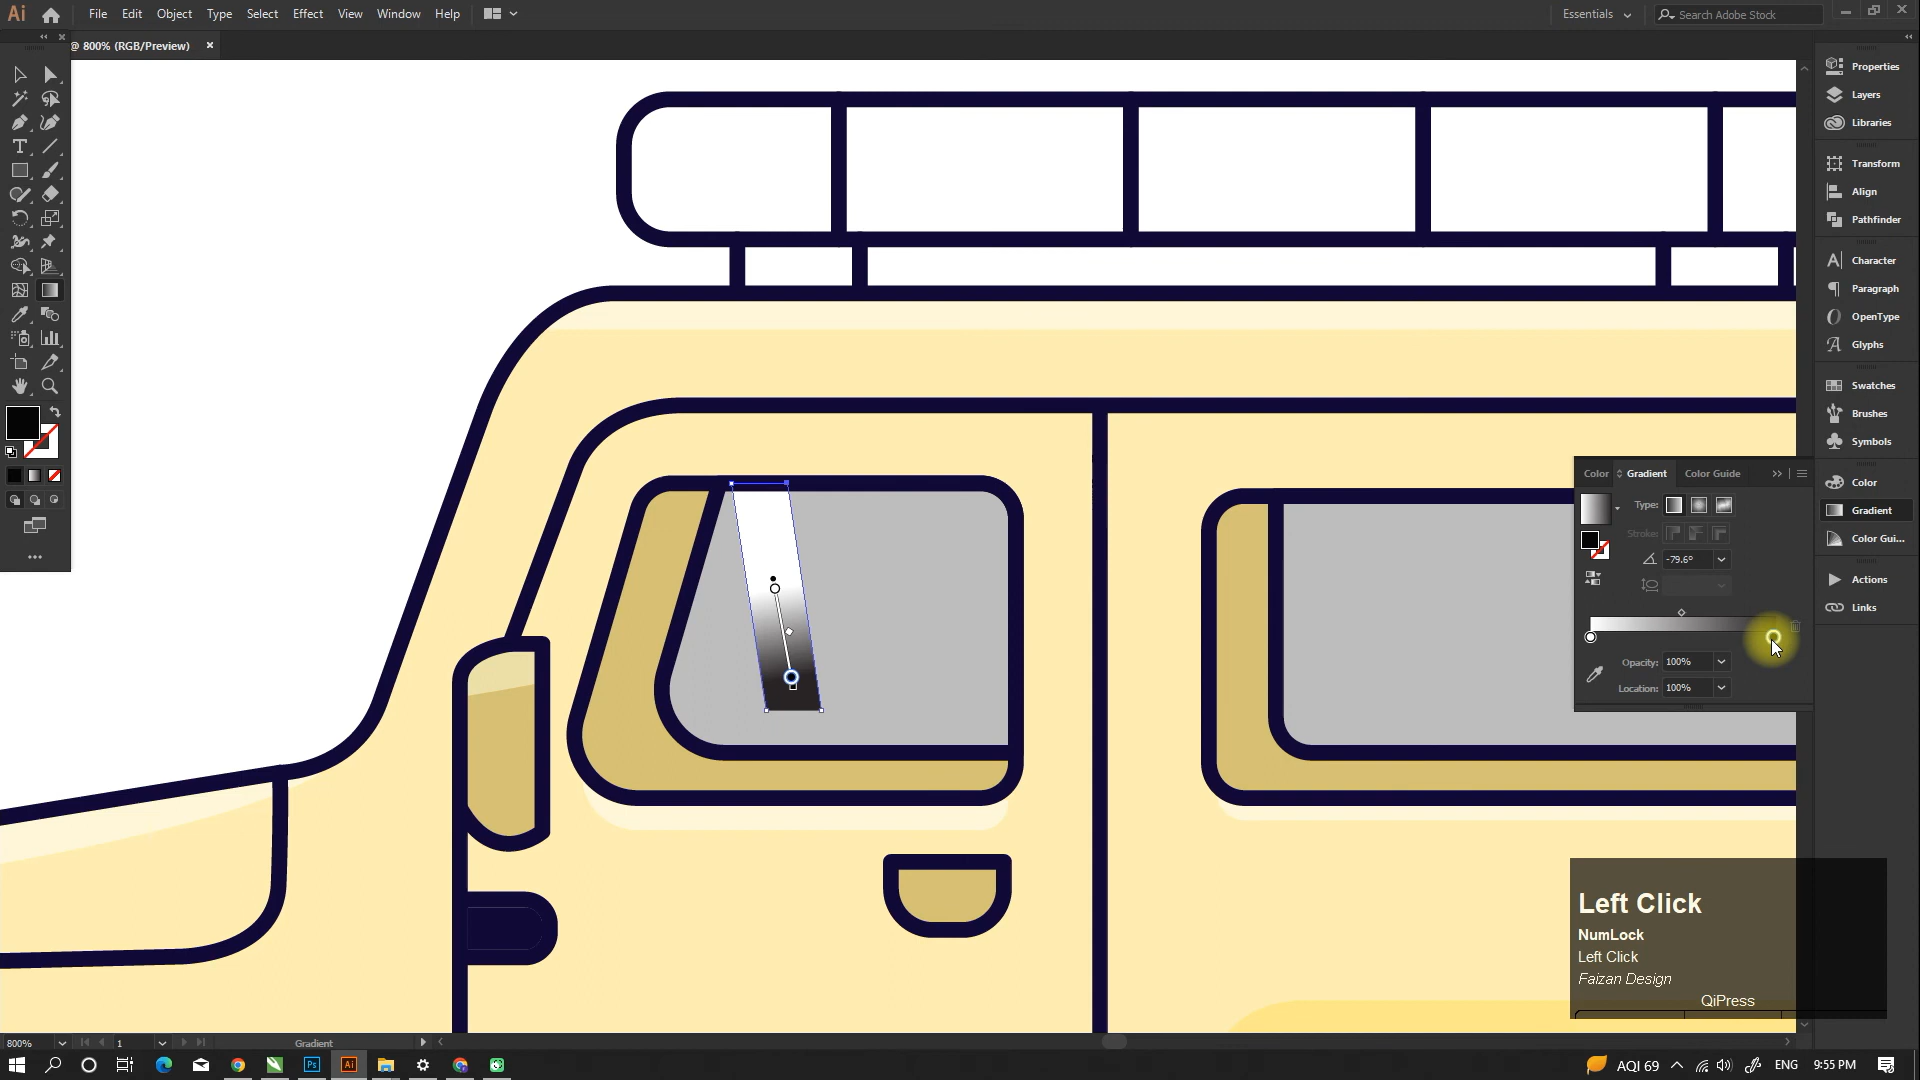 Ai File Edit Object Type Select Effect View Window Help Essentials Search Adobe Stock
@ 800% (RGB/Preview) ×
Properties
Layers
Libraries
Transform
Align
Pathfinder
Character
Paragraph
OpenType
Glyphs
Swatches
Brushes
Symbols
Color Gradient Color Guide
Type:
Stroke:
-79.6°
Opacity: 100%
Location: 100%
Color
Gradient
Color Gui...
Actions
Links
Left Click
NumLock
Left Click
Faizan Design
QiPress
800% 1 Gradient
Ps Ai AQI 69 ENG 9:55 PM